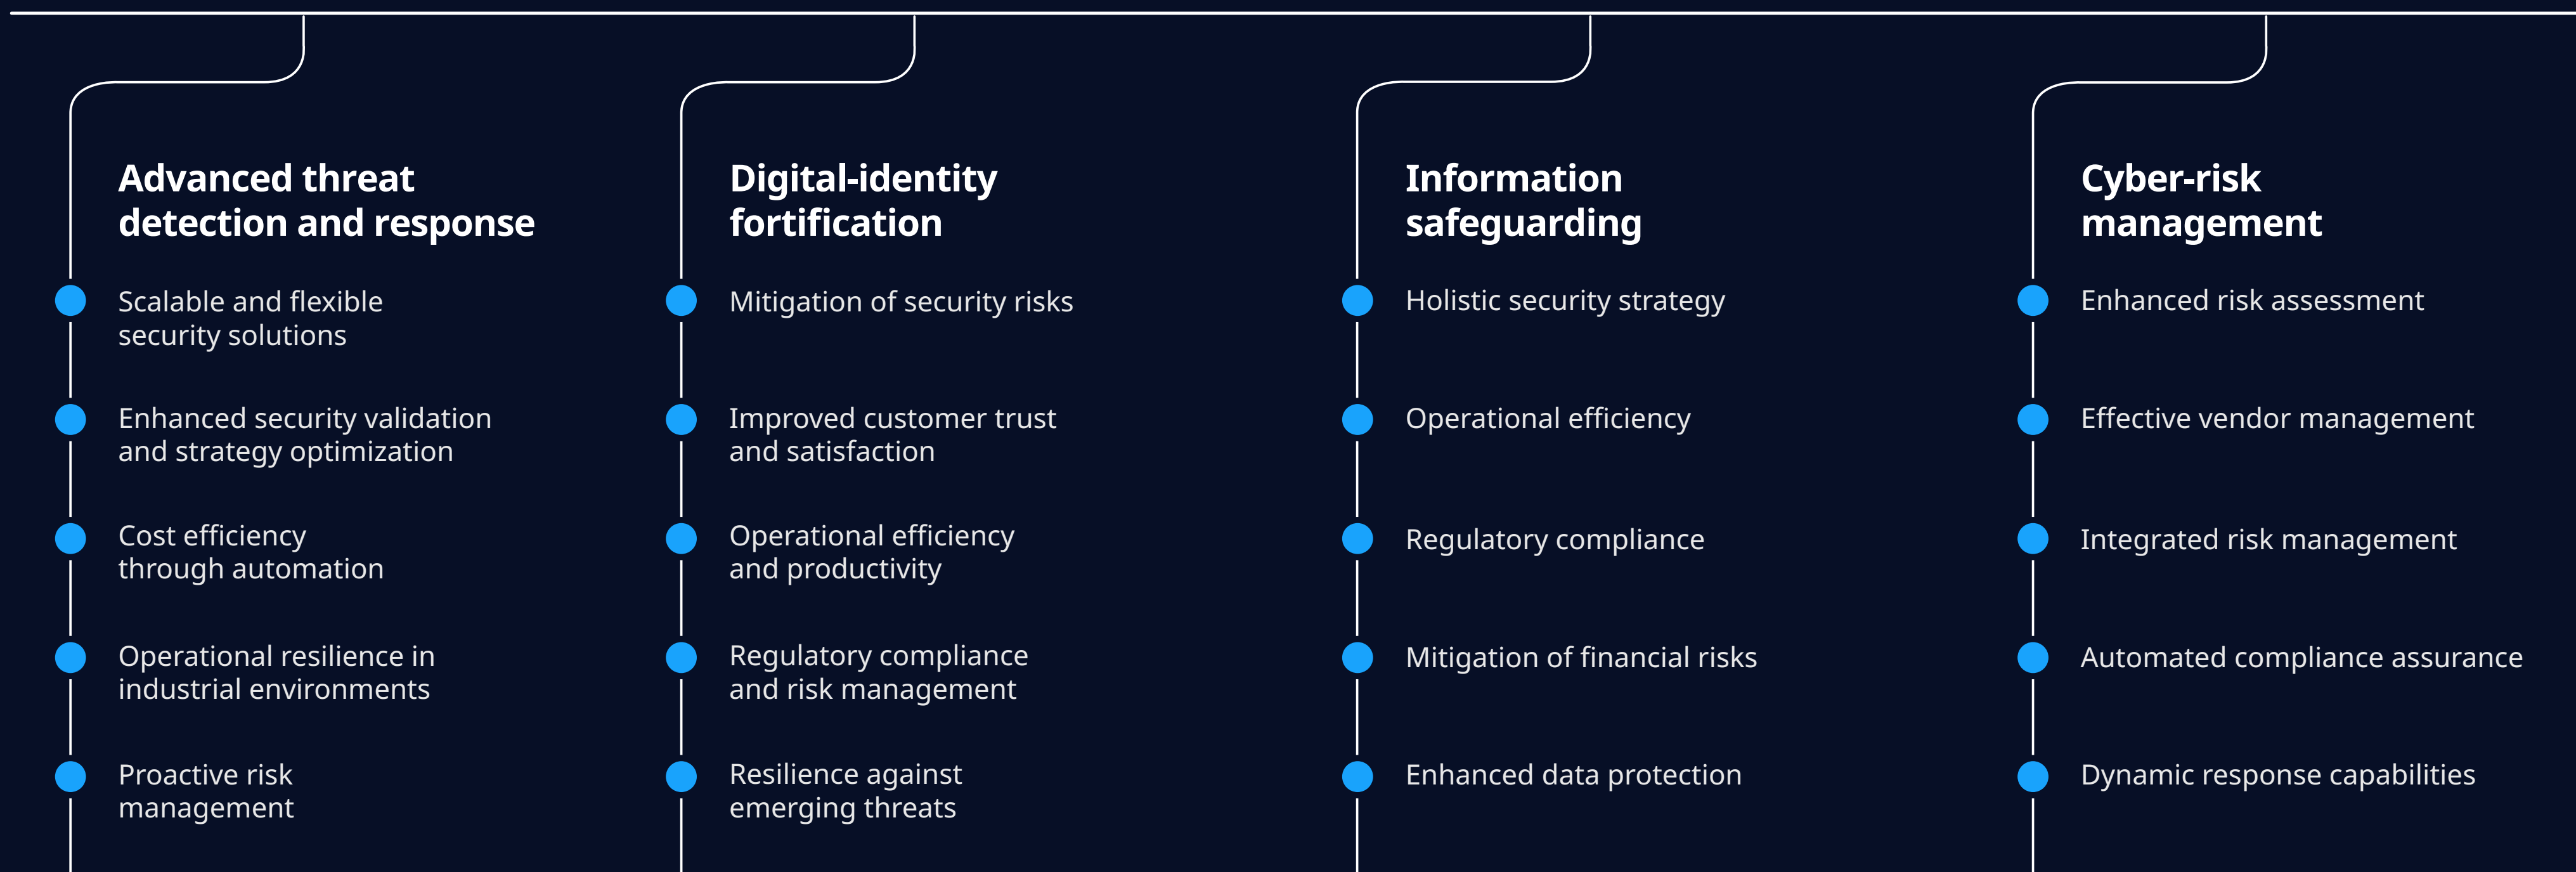 Advanced threat
detection and response
Scalable and flexible
security solutions
Enhanced security validation
and strategy optimization
Cost efficiency
through automation
Operational resilience in
industrial environments
Proactive risk
management
Digital-identity
fortification
Mitigation of security risks
Improved customer trust
and satisfaction
Operational efficiency
and productivity
Regulatory compliance
and risk management
Resilience against
emerging threats
Information
safeguarding
Holistic security strategy
Operational efficiency
Regulatory compliance
Mitigation of financial risks
Enhanced data protection
Cyber-risk
management
Enhanced risk assessment
Effective vendor management
Integrated risk management
Automated compliance assurance
Dynamic response capabilities